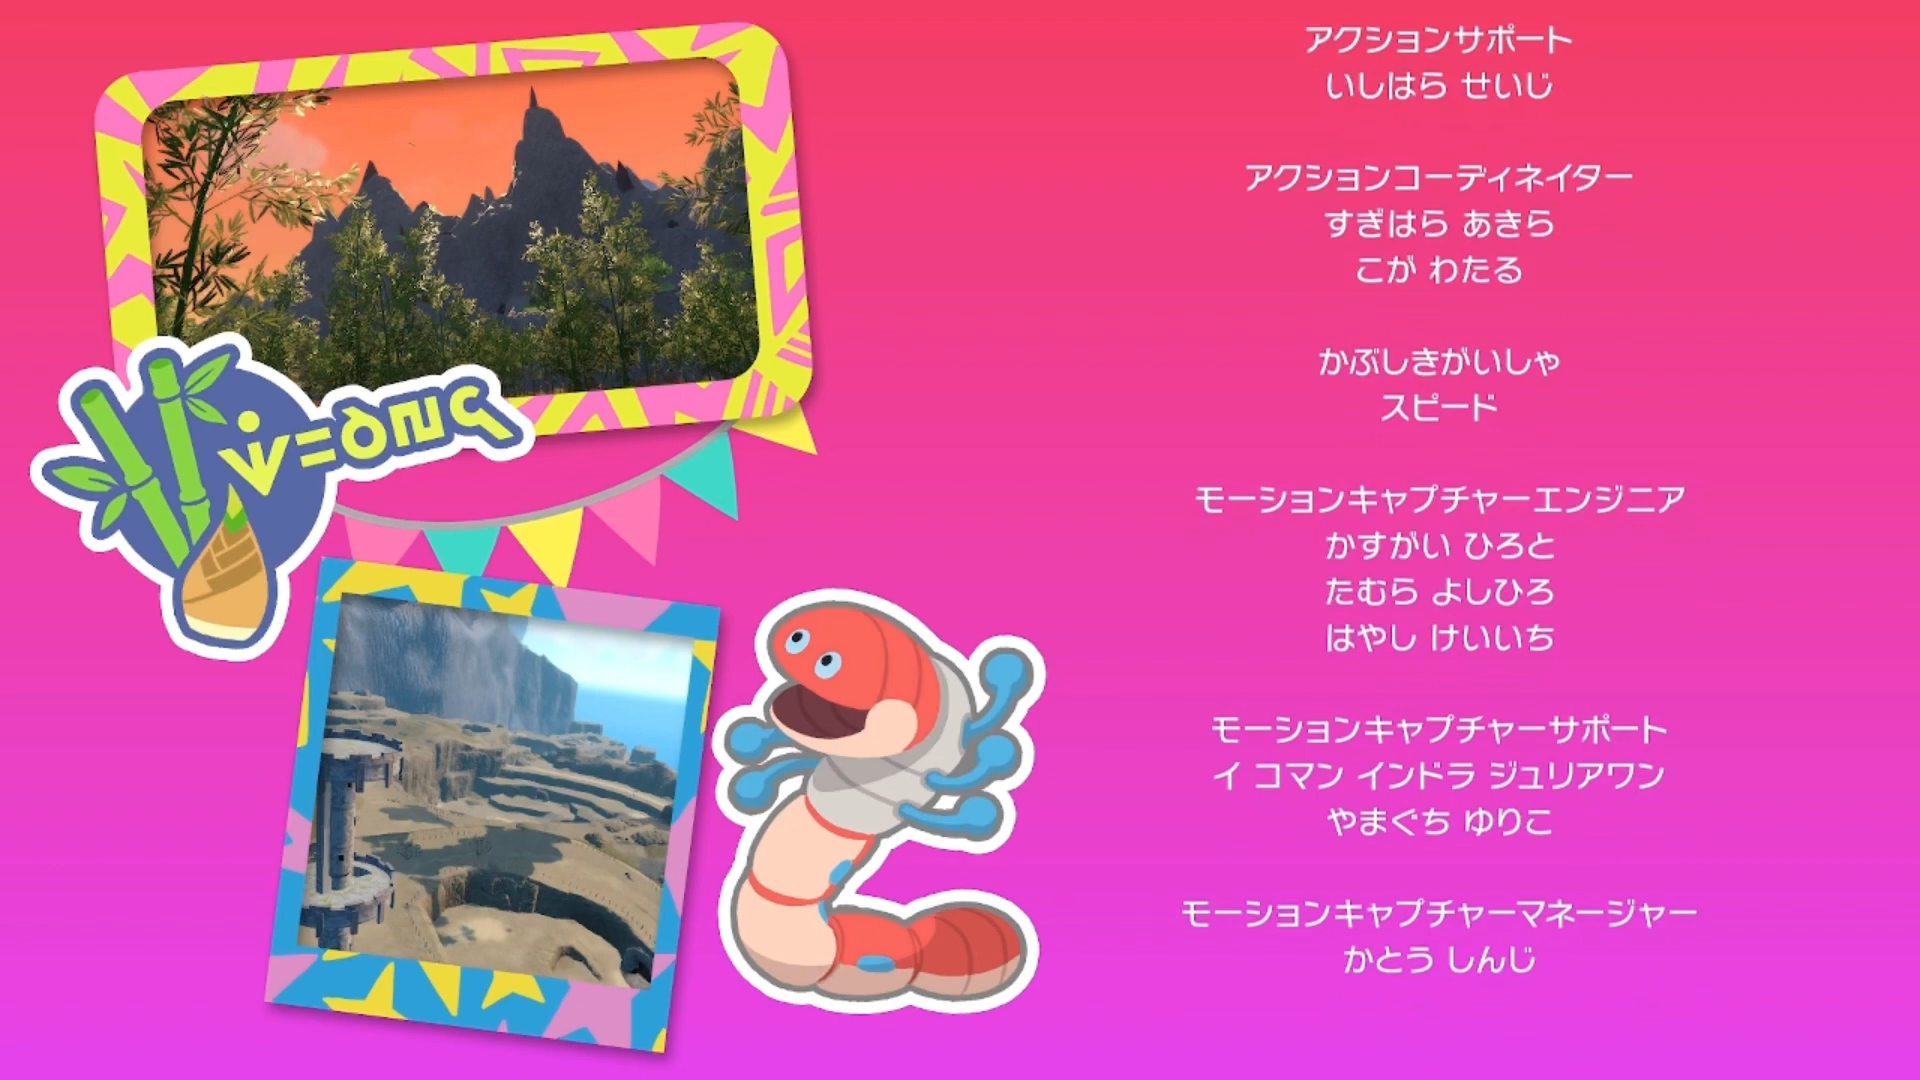 アクションサポート
いしはら せいじ
アクションコーディネイター
すぎはら あきら
こが わたる
かぶしきがいしゃ
スピード
モーションキャプチャーエンジニア
かすがい ひろと
たむら よしひろ
はやし けいいち
モーションキャプチャーサポート
イ コマン インドラ ジュリアワン
やまぐち ゆりこ
モーションキャプチャーマネージャー
かとう しんじ